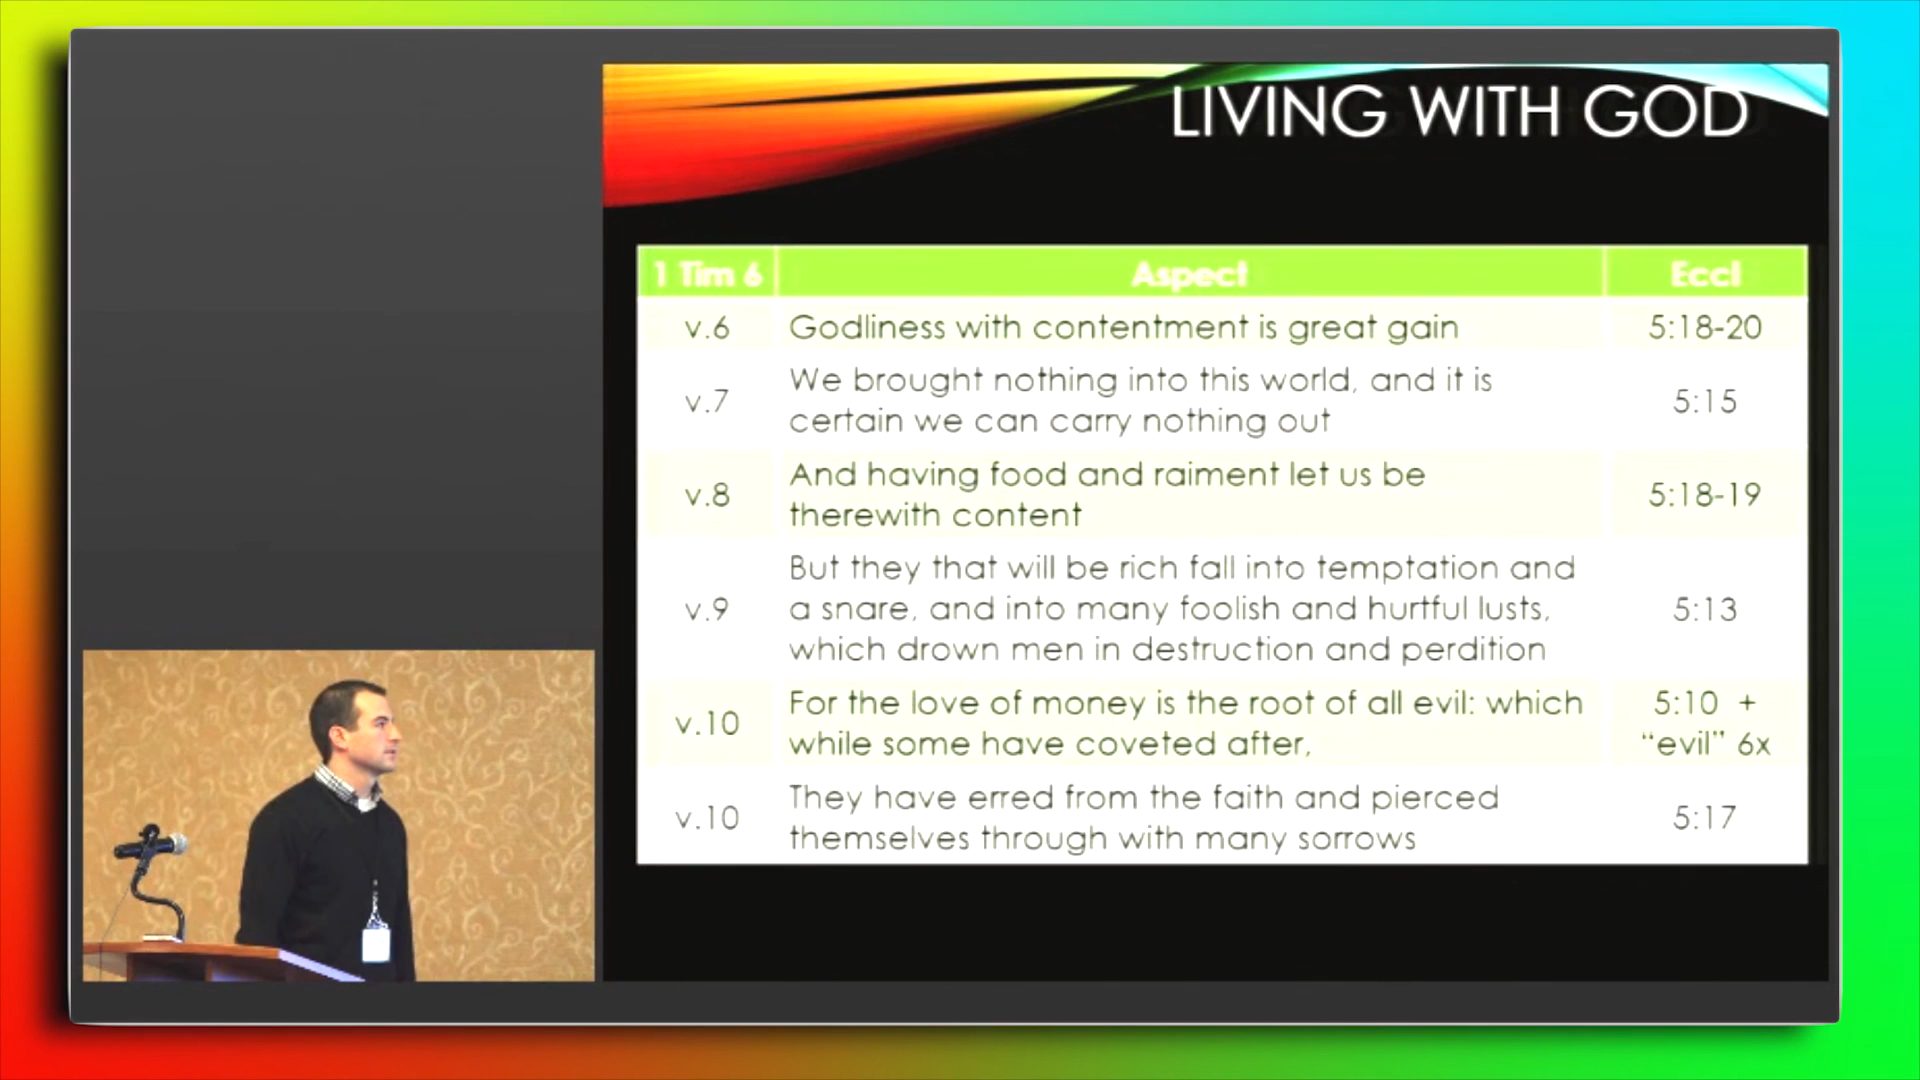 LIVING WITH GOD
1 Tim 6 Aspect Eccl
v.6 Godliness with contentment is great gain 5:18-20
v.7 We brought nothing into this world, and it is
certain we can carry nothing out 5:15
v.8 And having food and raiment let us be
therewith content 5:18-19
v.9 But they that will be rich fall into temptation and
a snare, and into many foolish and hurtful lusts,
which drown men in destruction and perdition 5:13
v.10 For the love of money is the root of all evil: which
while some have coveted after, 5:10 +
"evil" 6x
v.10 They have erred from the faith and pierced
themselves through with many sorrows 5:17